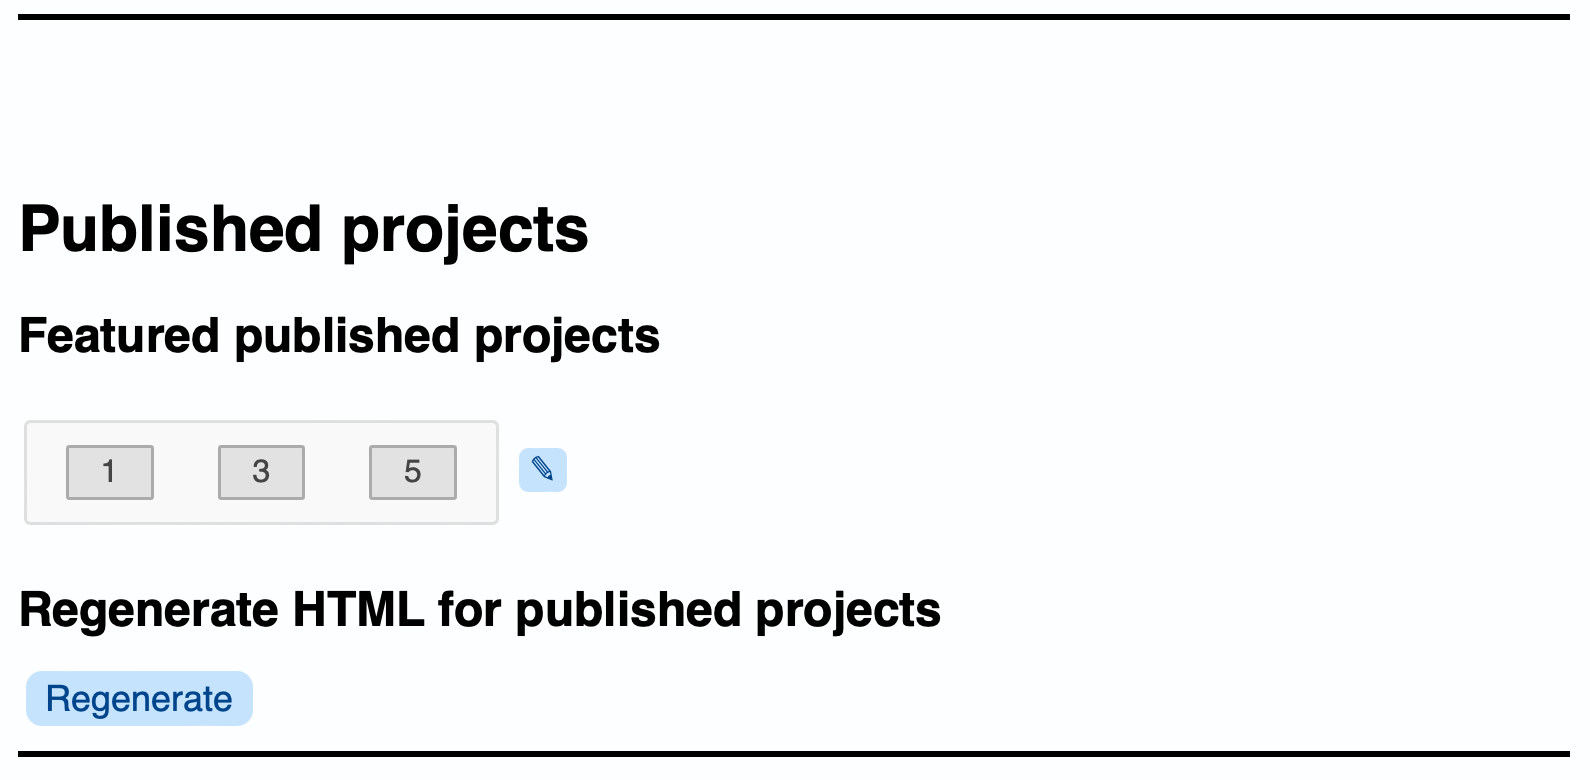 Published projects
Featured published projects
1 3 5
Regenerate HTML for published projects
Regenerate